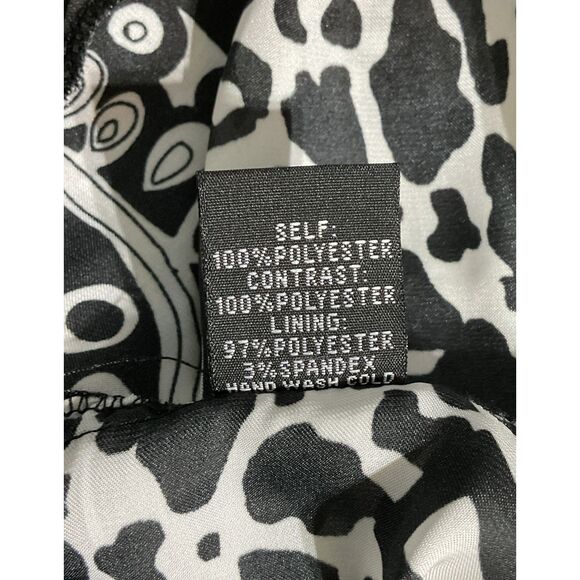 SELF:
100%POLYESTER
CONTRAST:
100%POLYESTER
LINING:
97%POLYESTER
3%SPANDEX
HAND WASH COLD